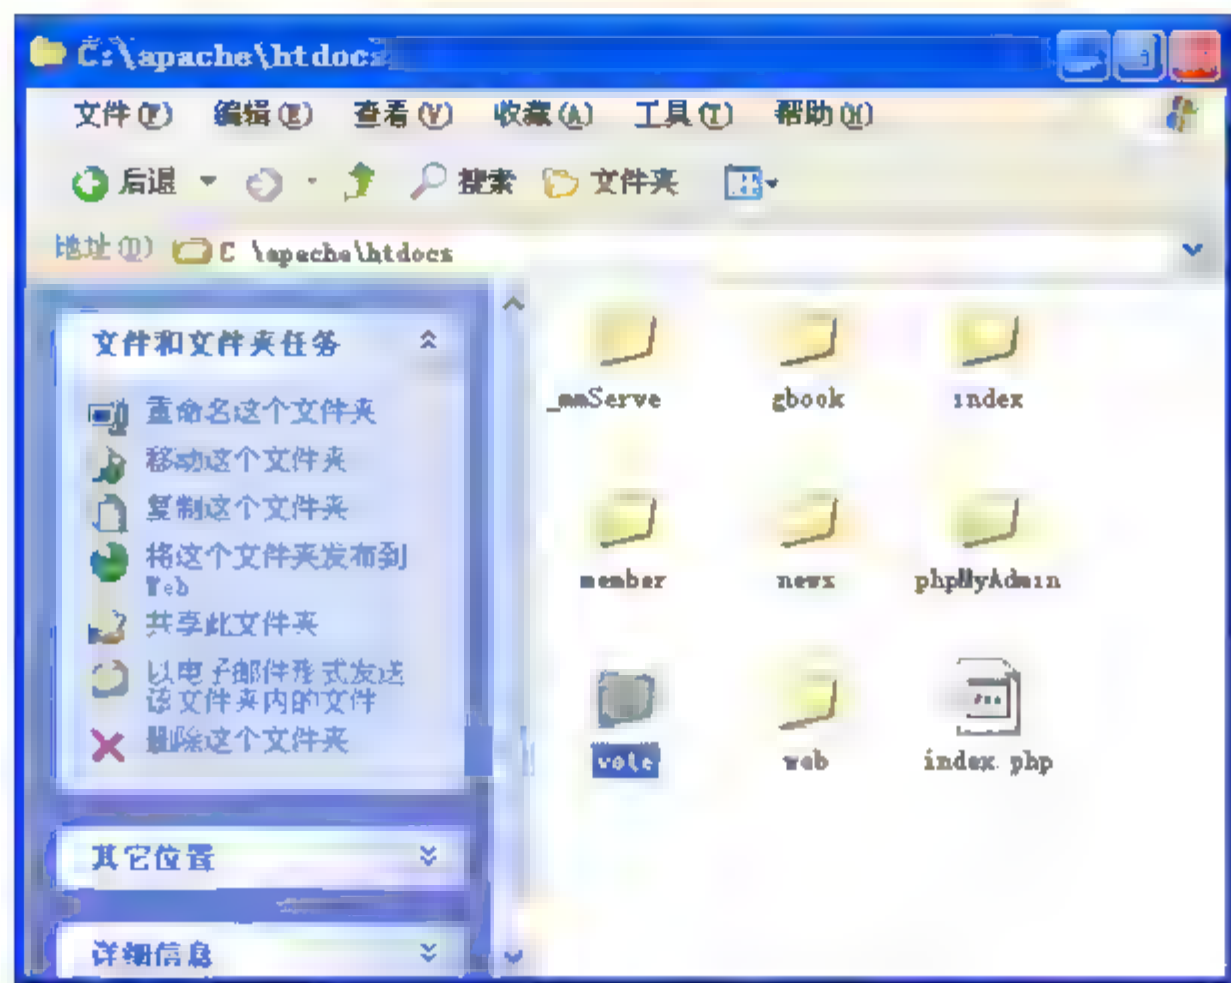 C:\apache\htdocs
文件(F) 编辑(E) 查看(V) 收藏(A) 工具(T) 帮助(H)
后退 搜索 文件夹
地址(D) C \apache\htdocs
文件和文件夹任务
重命名这个文件夹
移动这个文件夹
复制这个文件夹
将这个文件夹发布到
Web
共享此文件夹
以电子邮件形式发送
该文件夹内的文件
删除这个文件夹
其它位置
详细信息
_mmServe gbook index
member news phpMyAdmin
vote web index.php